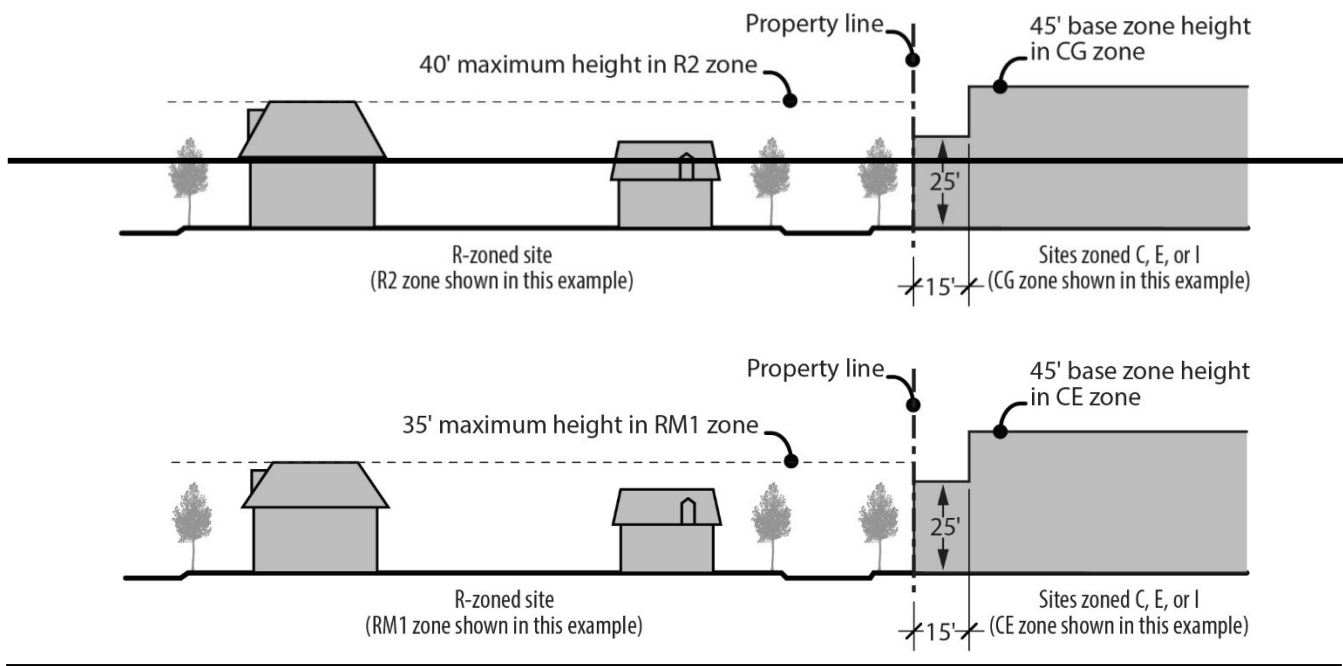 Property line
45' base zone height
in CG zone
40' maximum height in R2 zone
25'
R-zoned site
(R2 zone shown in this example)
15'
Sites zoned C, E, or I
(CG zone shown in this example)
Property line
45' base zone height
in CE zone
35' maximum height in RM1 zone
25'
R-zoned site
(RM1 zone shown in this example)
15'
Sites zoned C, E, or I
(CE zone shown in this example)